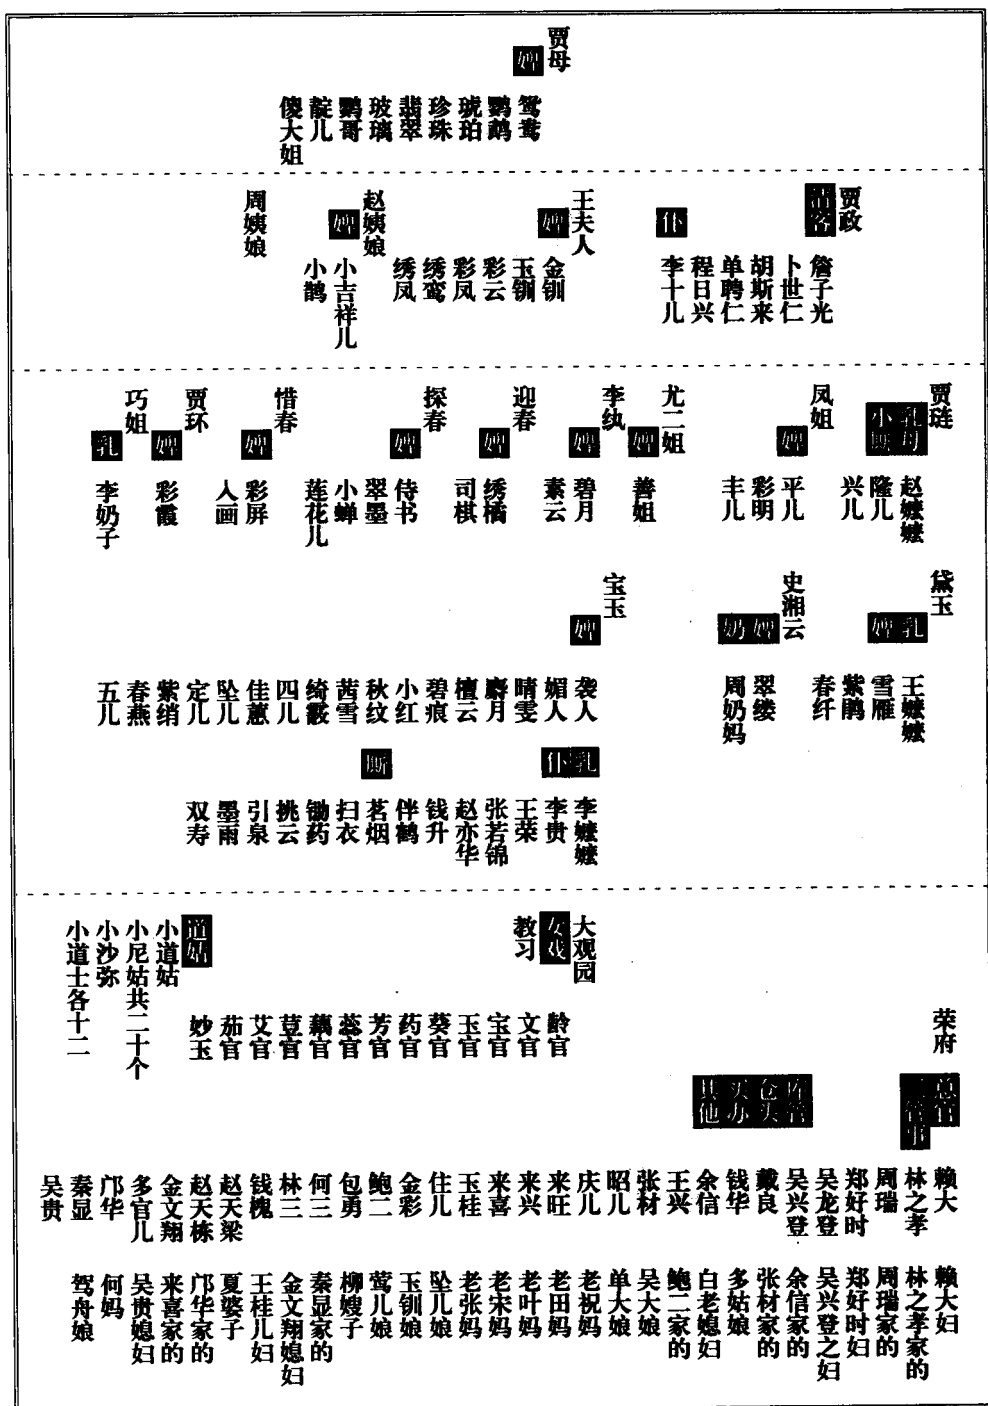 贾母
婢
鸳鸯
鹦鹉
琥珀
珍珠
翡翠
玻璃
鹦哥
靛儿
傻大姐
贾政
清客
詹子光
卜世仁
胡斯来
单聘仁
程日兴
仆
李十儿
王夫人
婢
金钏
玉钏
彩云
彩凤
绣鸾
绣凤
赵姨娘
婢
小吉祥儿
小鹊
周姨娘
贾琏
乳母
小厮
赵嬷嬷
隆儿
兴儿
凤姐
婢
平儿
彩明
丰儿
尤二姐
婢
善姐
李纨
婢
碧月
素云
迎春
婢
绣橘
司棋
探春
婢
侍书
翠墨
小蝉
莲花儿
惜春
婢
彩屏
入画
贾环
婢
彩霞
巧姐
乳
李奶子
黛玉
乳
婢
王嬷嬷
雪雁
紫鹃
春纤
史湘云
婢
奶
翠缕
周奶妈
宝玉
婢
袭人
媚人
晴雯
麝月
檀云
碧痕
小红
秋纹
茜雪
绮霰
四儿
佳蕙
坠儿
定儿
紫绡
春燕
五儿
乳
仆
李嬷嬷
李贵
王荣
张若锦
赵亦华
钱升
伴鹤
厮
茗烟
扫衣
锄药
挑云
引泉
墨雨
双寿
大观园
女戏
教习
龄官
文官
宝官
玉官
葵官
药官
芳官
蕊官
藕官
荳官
艾官
茄官
道姑
妙玉
小道姑
小尼姑共二十个
小沙弥
小道士各十二
荣府
总管
管事
库管
仓头
买办
其他
赖大
林之孝
周瑞
郑好时
吴龙登
吴兴登
戴良
钱华
余信
王兴
张材
昭儿
庆儿
来旺
来兴
来喜
玉桂
住儿
金彩
鲍二
包勇
何三
林三
钱槐
赵天梁
赵天栋
金文翔
多官儿
邝华
秦显
吴贵
赖大妇
林之孝家的
周瑞家的
郑好时妇
吴兴登之妇
余信家的
张材家的
多姑娘
白老媳妇
鲍二家的
吴大娘
单大娘
老祝妈
老田妈
老叶妈
老宋妈
老张妈
坠儿娘
玉钏娘
莺儿娘
柳嫂子
秦显家的
金文翔媳妇
王桂儿妇
夏婆子
邝华家的
来喜家的
吴贵媳妇
何妈
驾舟娘